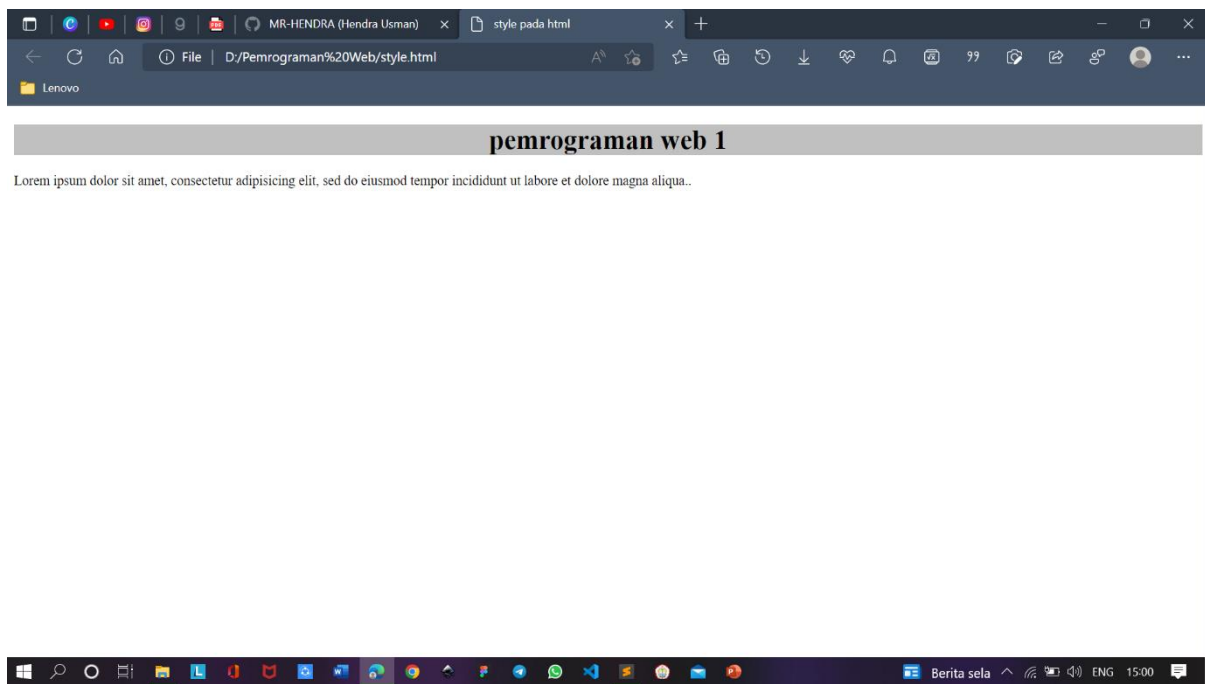 MR-HENDRA (Hendra Usman)
style pada html
File | D:/Pemrograman%20Web/style.html
Lenovo
pemrograman web 1
Lorem ipsum dolor sit amet, consectetur adipisicing elit, sed do eiusmod tempor incididunt ut labore et dolore magna aliqua..
Berita sela
ENG
15:00